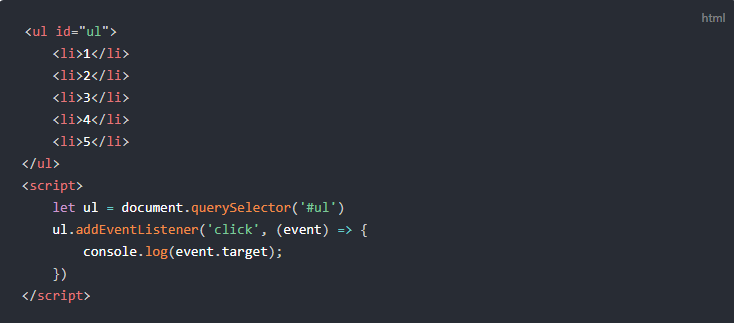 html
<ul id="ul">
    <li>1</li>
    <li>2</li>
    <li>3</li>
    <li>4</li>
    <li>5</li>
</ul>
<script>
    let ul = document.querySelector('#ul')
    ul.addEventListener('click', (event) => {
        console.log(event.target);
    })
</script>